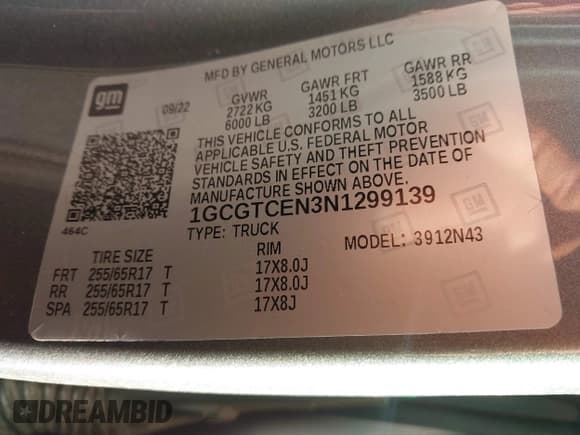 MFD BY GENERAL MOTORS LLC
gm
09/22 GVWR GAWR FRT GAWR RR
2722 KG 1451 KG 1588 KG
6000 LB 3200 LB 3500 LB
THIS VEHICLE CONFORMS TO ALL
APPLICABLE U.S. FEDERAL MOTOR
VEHICLE SAFETY AND THEFT PREVENTION
STANDARDS IN EFFECT ON THE DATE OF
MANUFACTURE SHOWN ABOVE.
1GCGTCEN3N1299139
464C
TYPE: TRUCK MODEL: 3912N43
TIRE SIZE RIM
FRT 255/65R17 T 17X8.0J
RR 255/65R17 T 17X8.0J
SPA 255/65R17 T 17X8J
DREAMBID